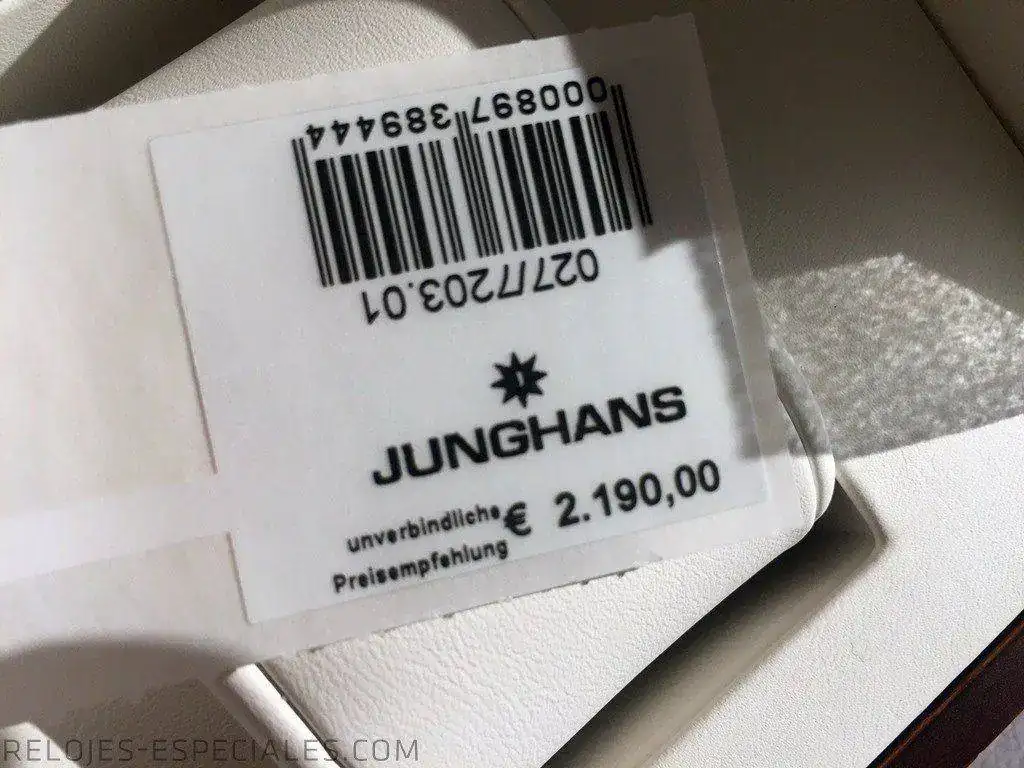 000897 389444
027/7203.01
JUNGHANS
unverbindliche
Preisempfehlung
€ 2.190,00
RELOJES-ESPECIALES.COM